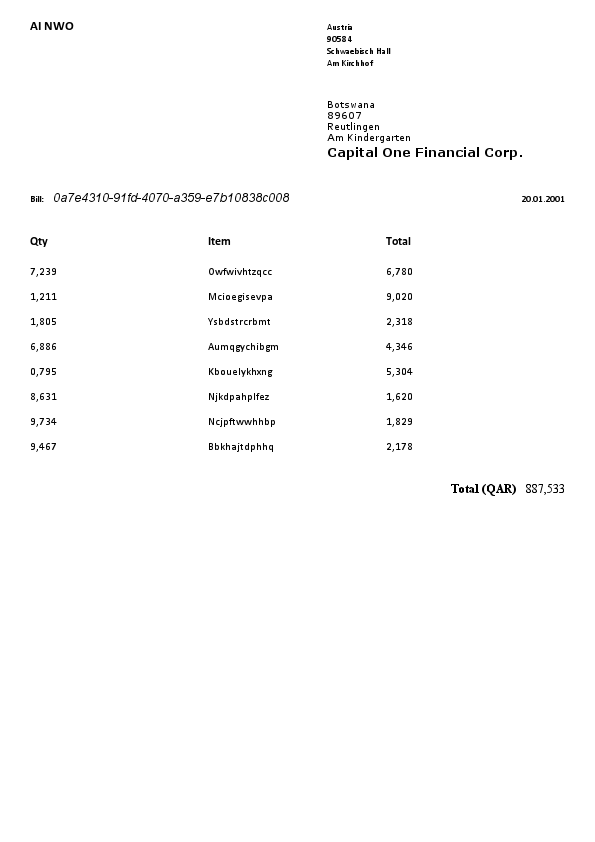 AI NWO
Austria
90584
Schwaebisch Hall
Am Kirchhof
Botswana
89607
Reutlingen
Am Kindergarten
Capital One Financial Corp.
Bill: 0a7e4310-91fd-4070-a359-e7b10838c008 20.01.2001
Qty Item Total
7,239 Owfwivhtzqcc 6,780
1,211 Mcioegisevpa 9,020
1,805 Ysbdstrcrbmt 2,318
6,886 Aumqgychibgm 4,346
0,795 Kbouelykhxng 5,304
8,631 Njkdpahplfez 1,620
9,734 Ncjpftwwhhbp 1,829
9,467 Bbkhajtdphhq 2,178
Total (QAR) 887,533